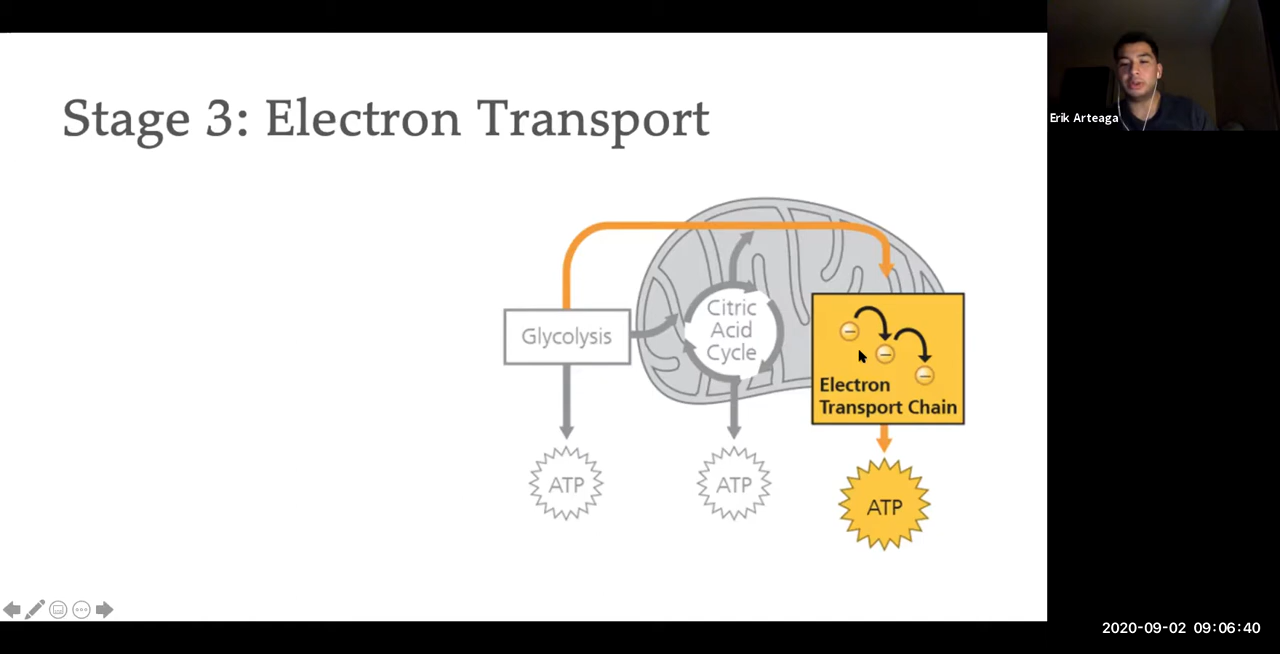 Stage 3: Electron Transport
Erik Arteaga
Glycolysis
Citric
Acid
Cycle
Electron
Transport Chain
ATP
ATP
ATP
2020-09-02 09:06:40